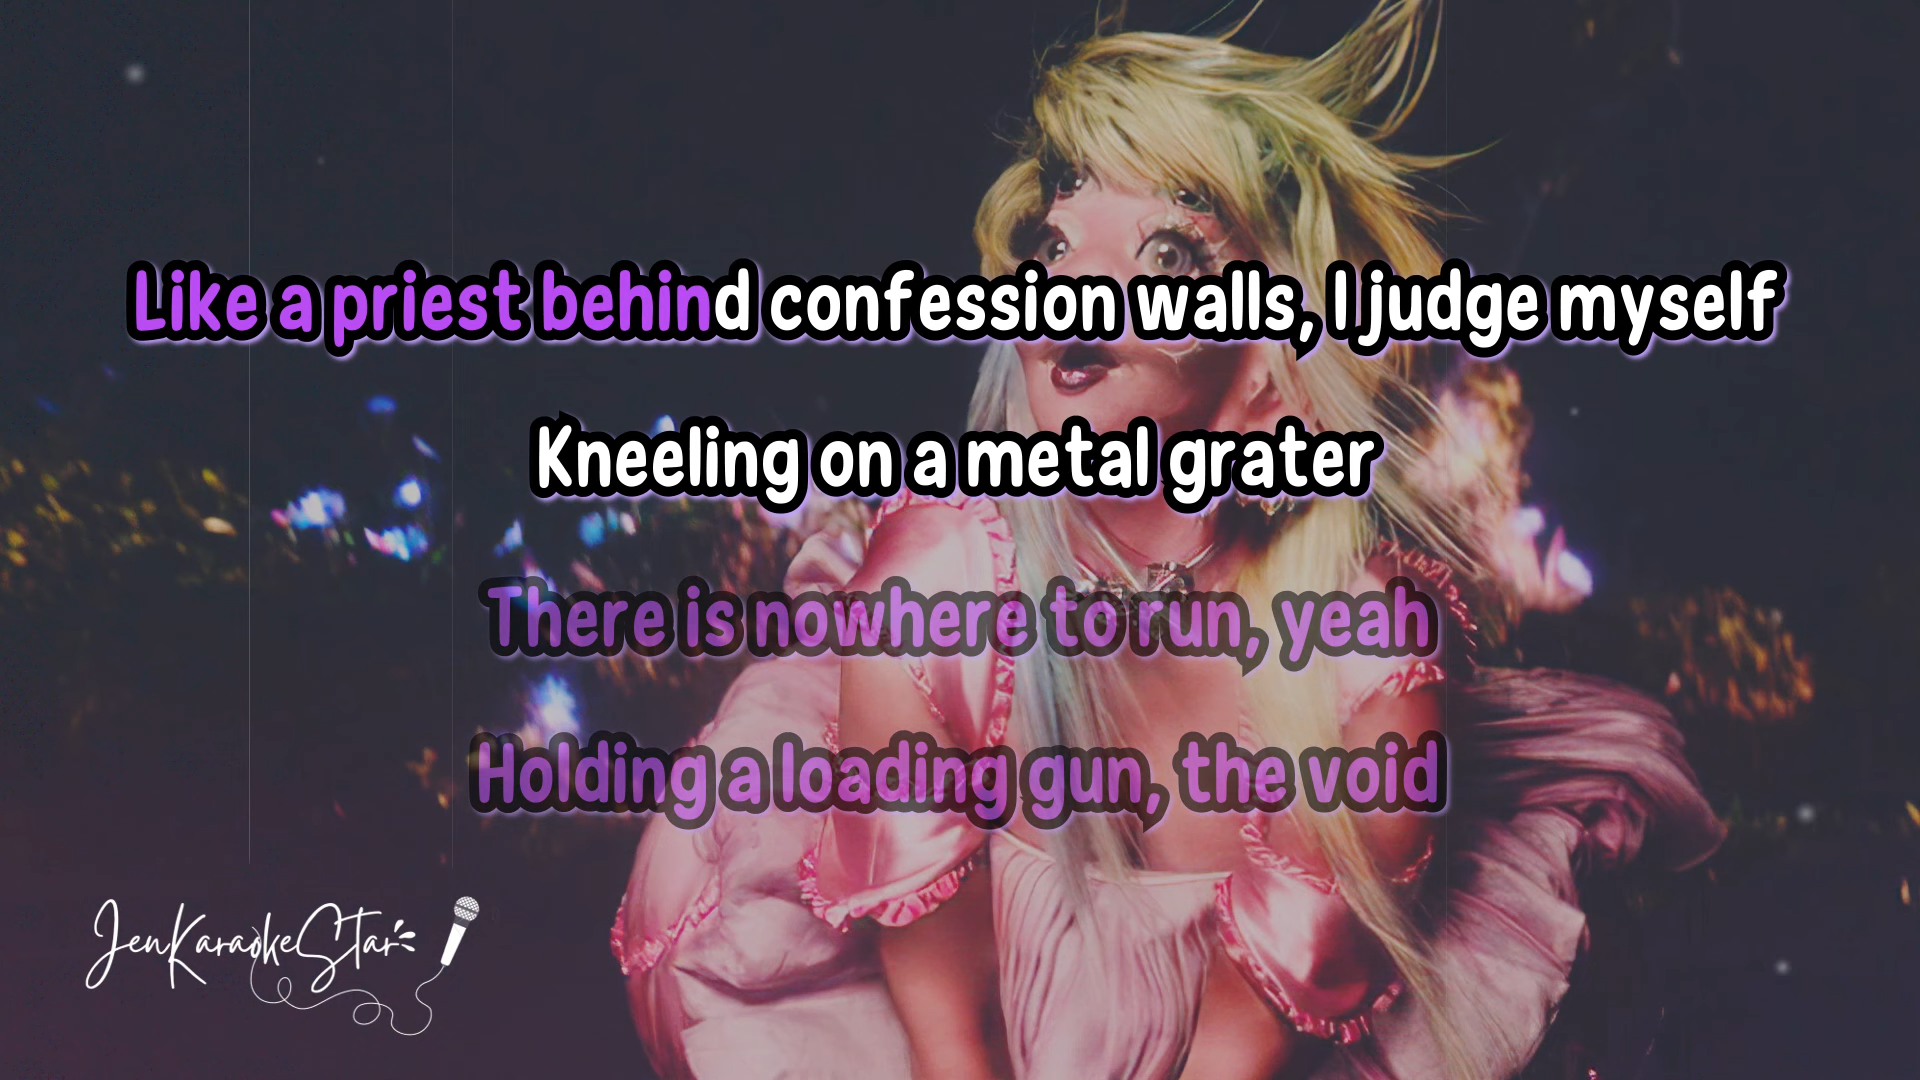 Like a priest behind confession walls, I judge myself
Kneeling on a metal grater
There is nowhere to run, yeah
Holding a loading gun, the void
JenKaraokeStar